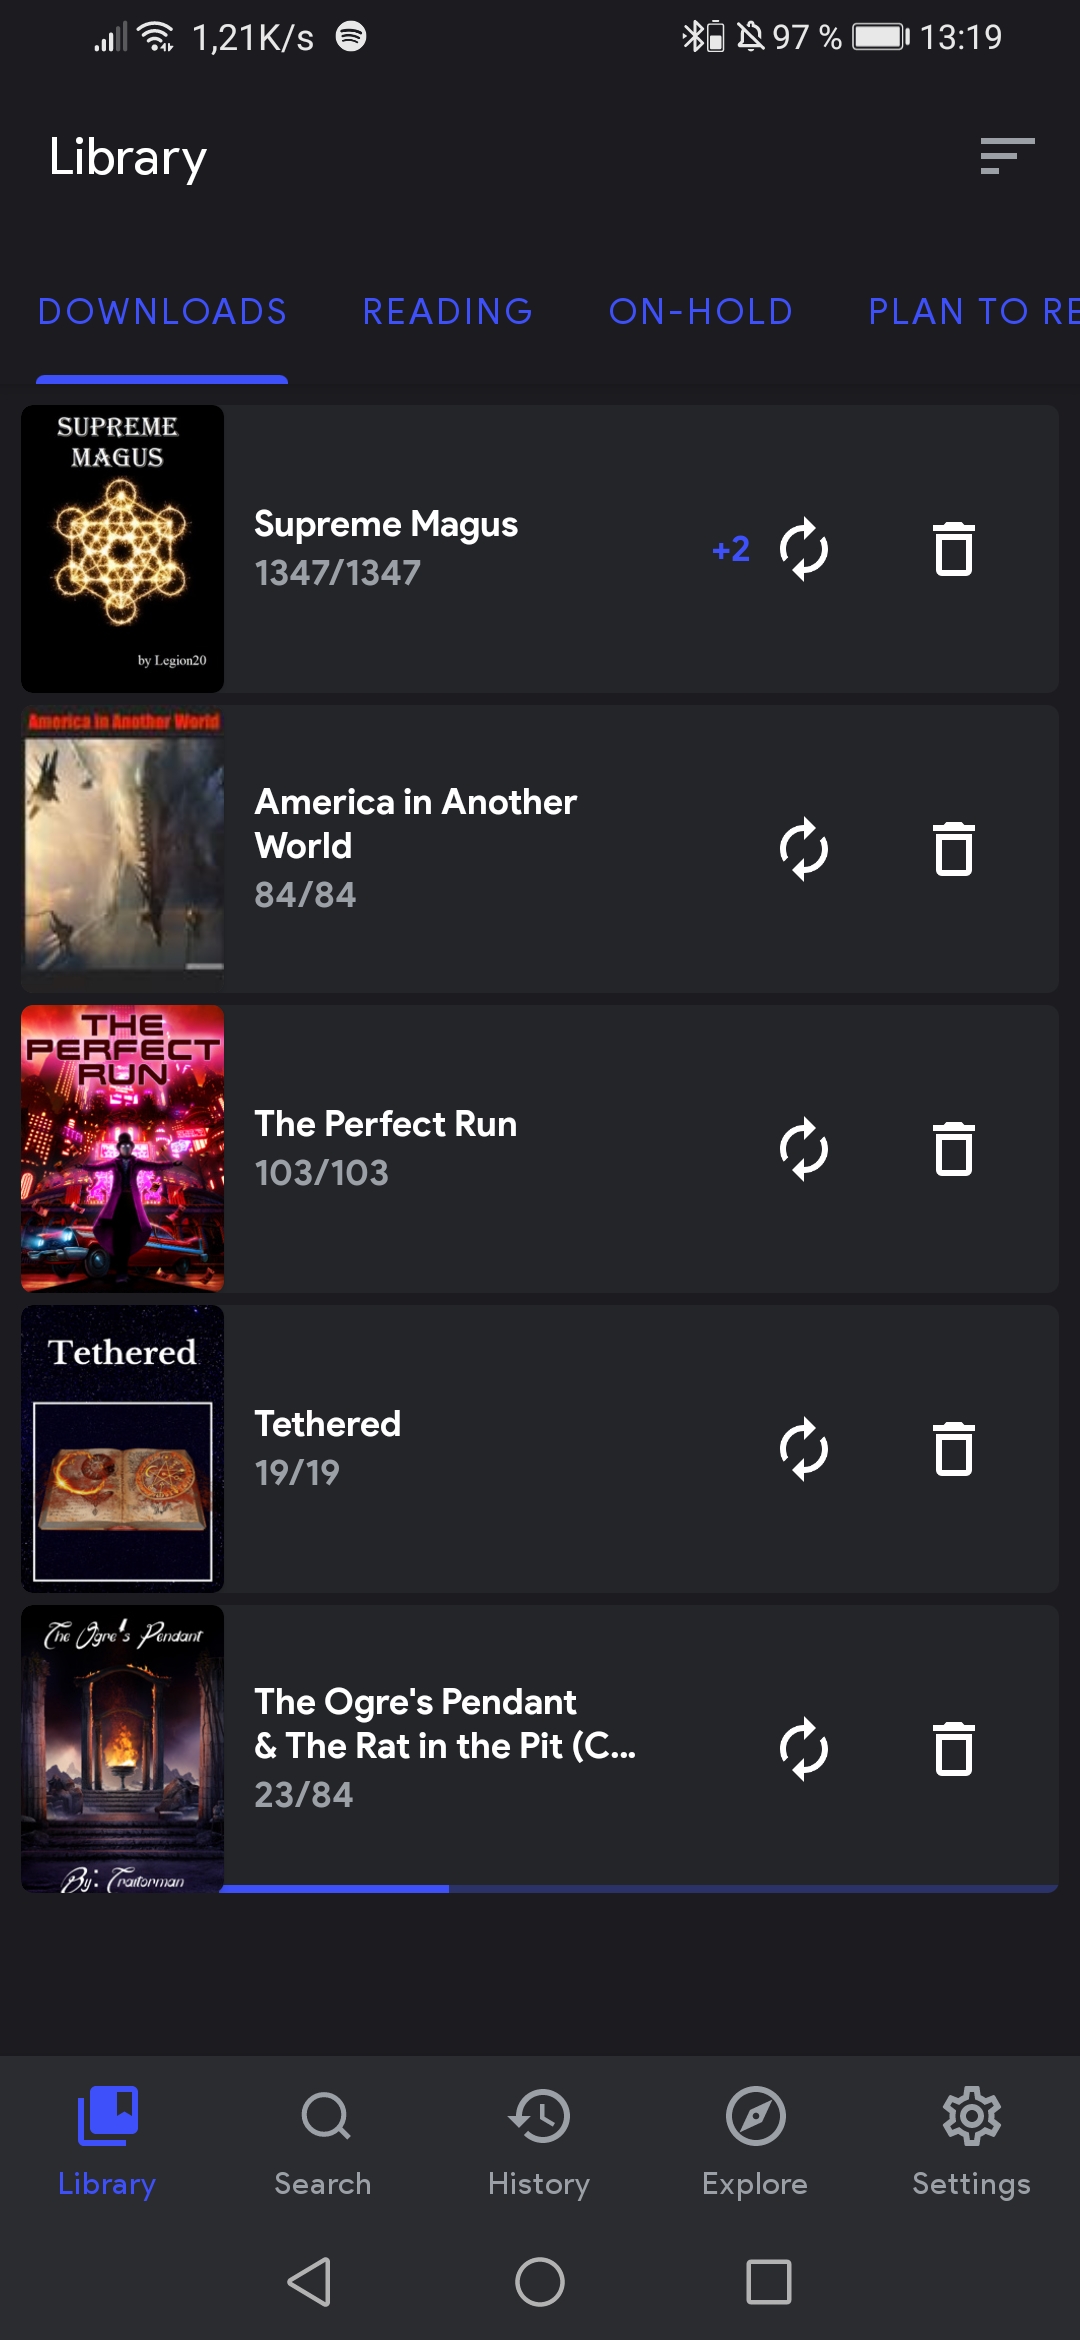 1,21K/s 97 % 13:19
Library
DOWNLOADS READING ON-HOLD PLAN TO RE
SUPREME
MAGUS
by Legion20
Supreme Magus
1347/1347
+2
America in Another World
America in Another
World
84/84
THE
PERFECT
RUN
The Perfect Run
103/103
Tethered
Tethered
19/19
The Ogre's Pendant
By: Traitorman
The Ogre's Pendant
& The Rat in the Pit (C...
23/84
Library Search History Explore Settings